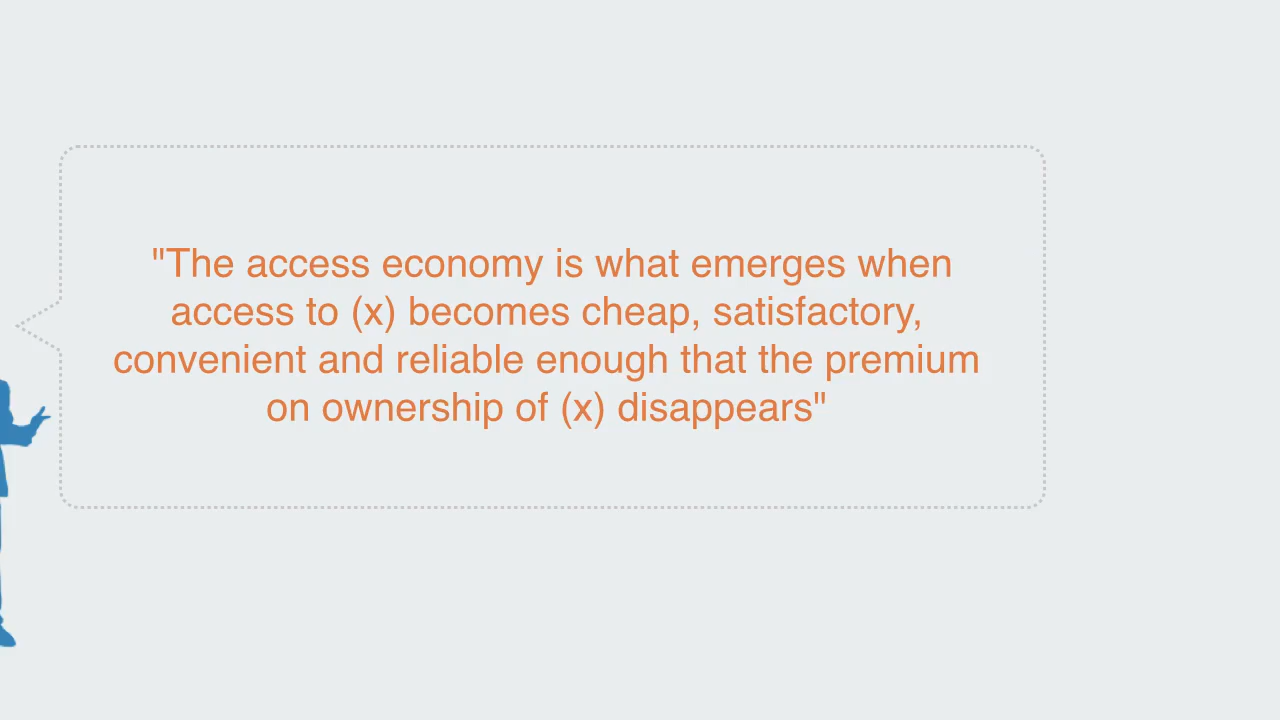 "The access economy is what emerges when
access to (x) becomes cheap, satisfactory,
convenient and reliable enough that the premium
on ownership of (x) disappears"